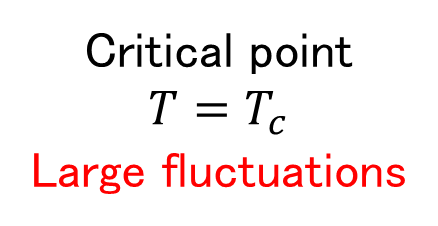 Critical point
T = T_c
Large fluctuations